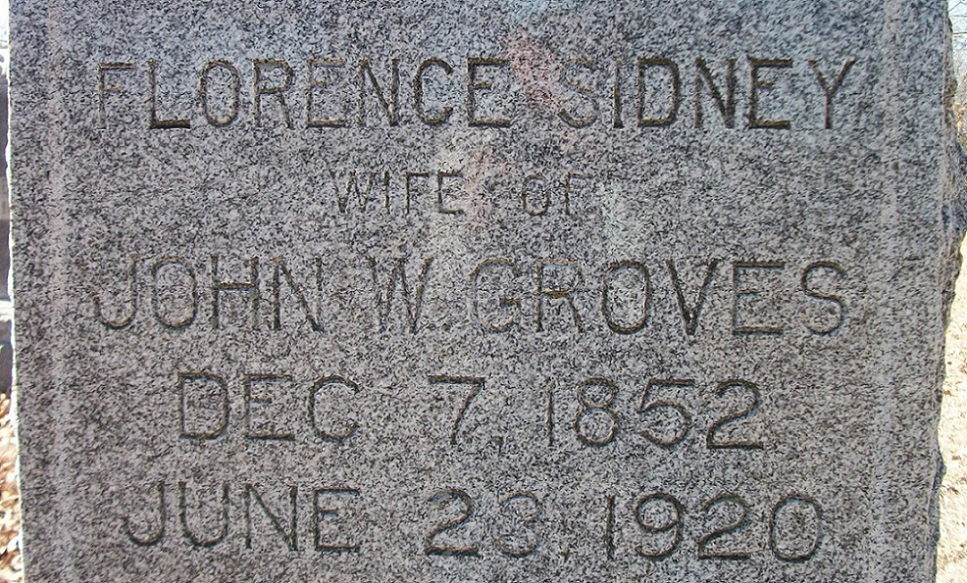 FLORENCE SIDNEY
WIFE OF
JOHN W. GROVES
DEC 7, 1852
JUNE 23, 1920